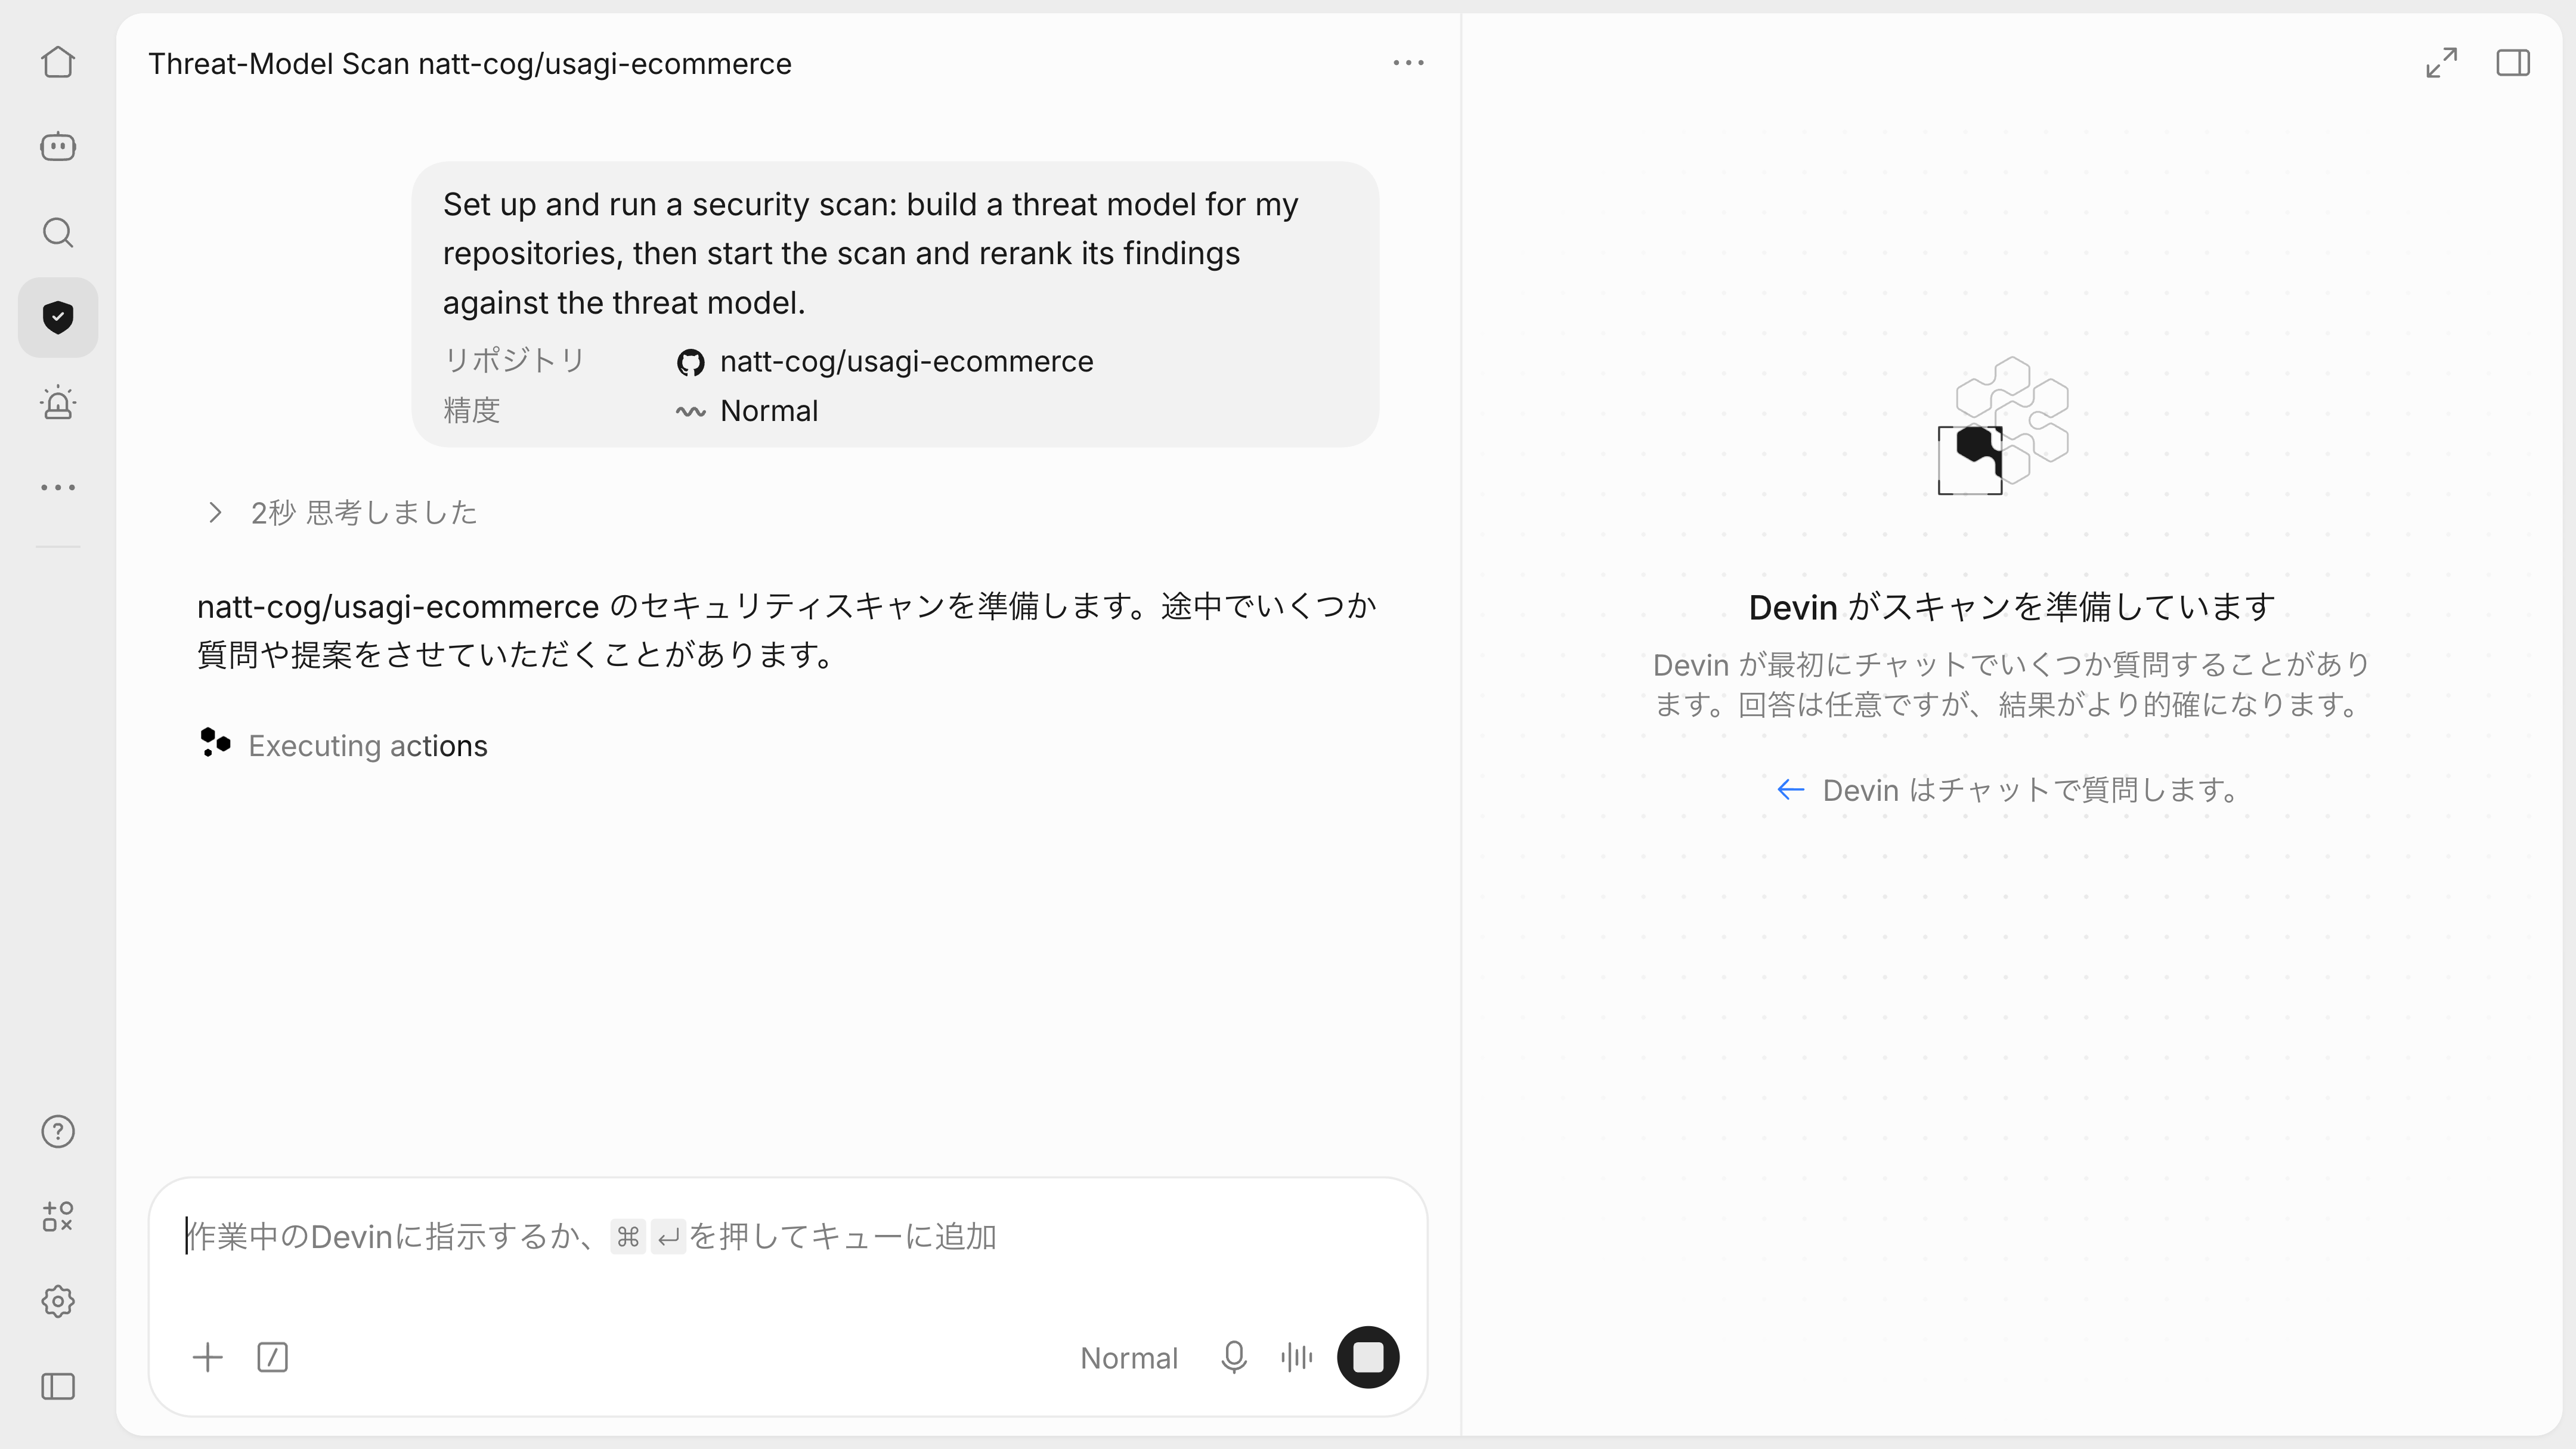 Threat-Model Scan natt-cog/usagi-ecommerce
Set up and run a security scan: build a threat model for my
repositories, then start the scan and rerank its findings
against the threat model.
リポジトリ natt-cog/usagi-ecommerce
精度 Normal
2秒 思考しました
natt-cog/usagi-ecommerce のセキュリティスキャンを準備します。途中でいくつか
質問や提案をさせていただくことがあります。
Executing actions
作業中のDevinに指示するか、⌘↵を押してキューに追加
Normal
Devin がスキャンを準備しています
Devin が最初にチャットでいくつか質問することがあり
ます。回答は任意ですが、結果がより的確になります。
← Devin はチャットで質問します。